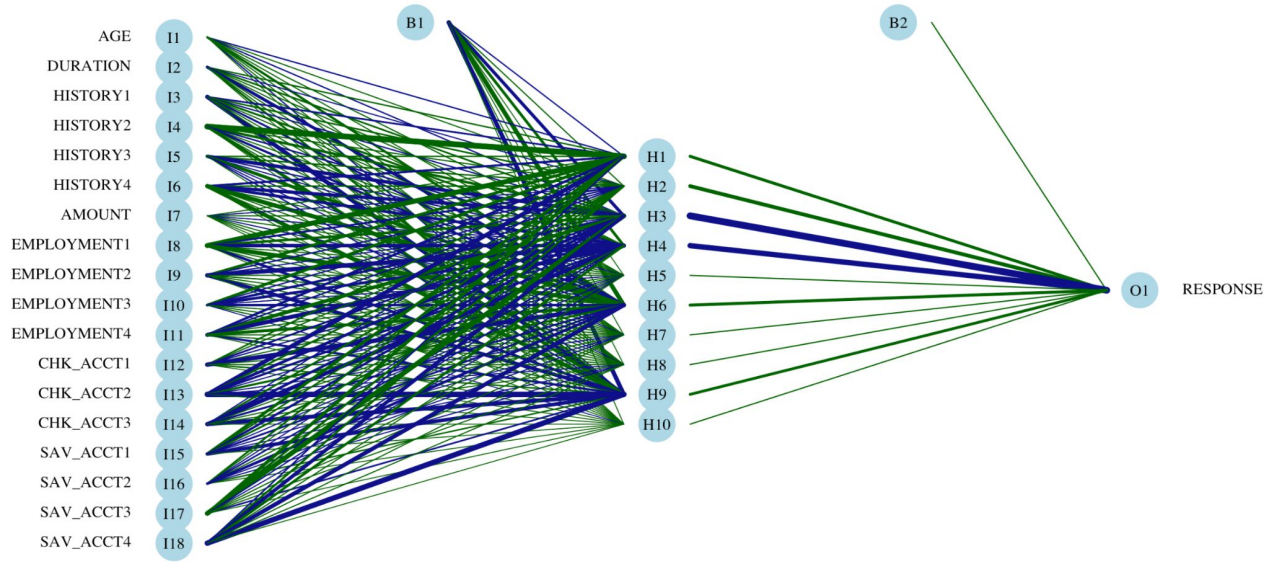 B1
B2
AGE I1
DURATION I2
HISTORY1 I3
HISTORY2 I4
HISTORY3 I5 H1
HISTORY4 I6 H2
AMOUNT I7 H3
EMPLOYMENT1 I8 H4
EMPLOYMENT2 I9 H5
O1 RESPONSE
EMPLOYMENT3 I10 H6
EMPLOYMENT4 I11 H7
CHK_ACCT1 I12 H8
CHK_ACCT2 I13 H9
CHK_ACCT3 I14 H10
SAV_ACCT1 I15
SAV_ACCT2 I16
SAV_ACCT3 I17
SAV_ACCT4 I18